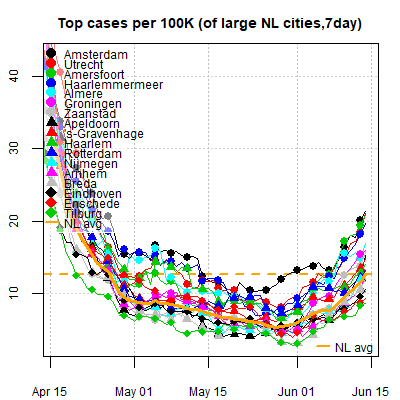 Top cases per 100K (of large NL cities,7day)
Amsterdam
Utrecht
Amersfoort
Haarlemmermeer
Almere
Groningen
Zaanstad
Apeldoorn
's-Gravenhage
Haarlem
Rotterdam
Nijmegen
Arnhem
Breda
Eindhoven
Enschede
Tilburg
NL avg
40
30
20
10
NL avg
Apr 15
May 01
May 15
Jun 01
Jun 15